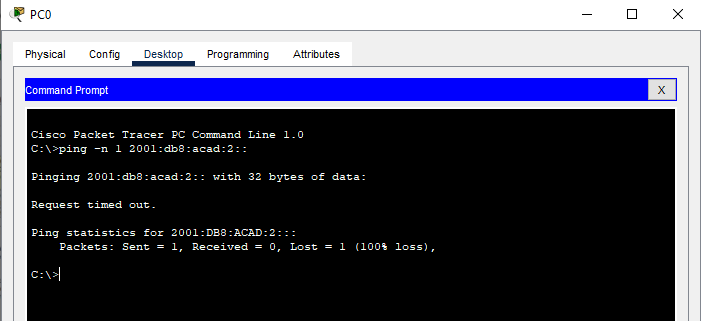 PC0
Physical Config Desktop Programming Attributes
Command Prompt X
Cisco Packet Tracer PC Command Line 1.0
C:\>ping -n 1 2001:db8:acad:2::
Pinging 2001:db8:acad:2:: with 32 bytes of data:
Request timed out.
Ping statistics for 2001:DB8:ACAD:2:::
Packets: Sent = 1, Received = 0, Lost = 1 (100% loss),
C:\>